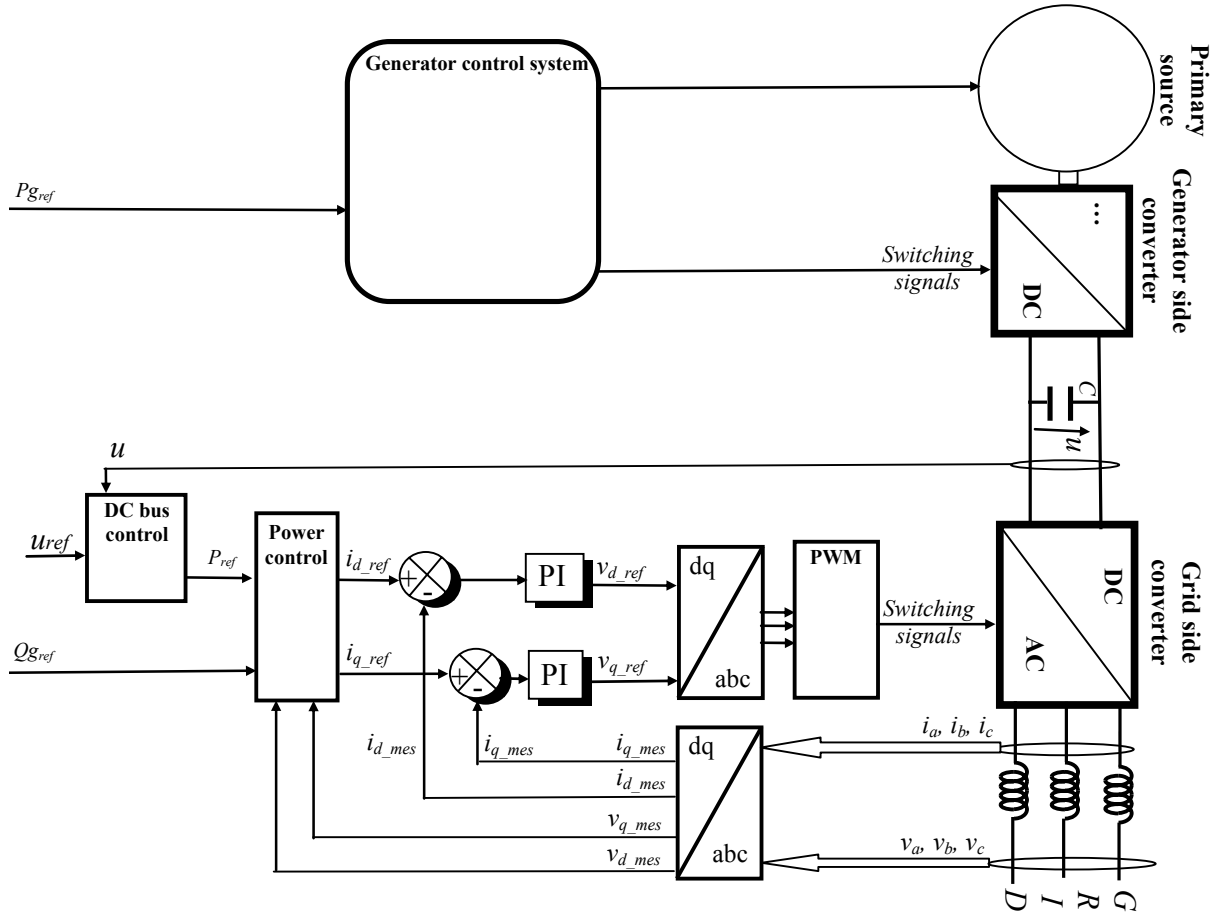 Generator control system
Primary
source
Pg_ref
Generator side
converter
...
DC
Switching
signals
C
u
u
DC bus
control
u_ref
P_ref
Power
control
i_d_ref
+
-
PI
v_d_ref
dq
abc
PWM
Switching
signals
DC
AC
Grid side
converter
Qg_ref
i_q_ref
+
-
PI
v_q_ref
i_d_mes
i_q_mes
i_q_mes
i_d_mes
v_q_mes
v_d_mes
dq
abc
i_a, i_b, i_c
v_a, v_b, v_c
G
R
I
D